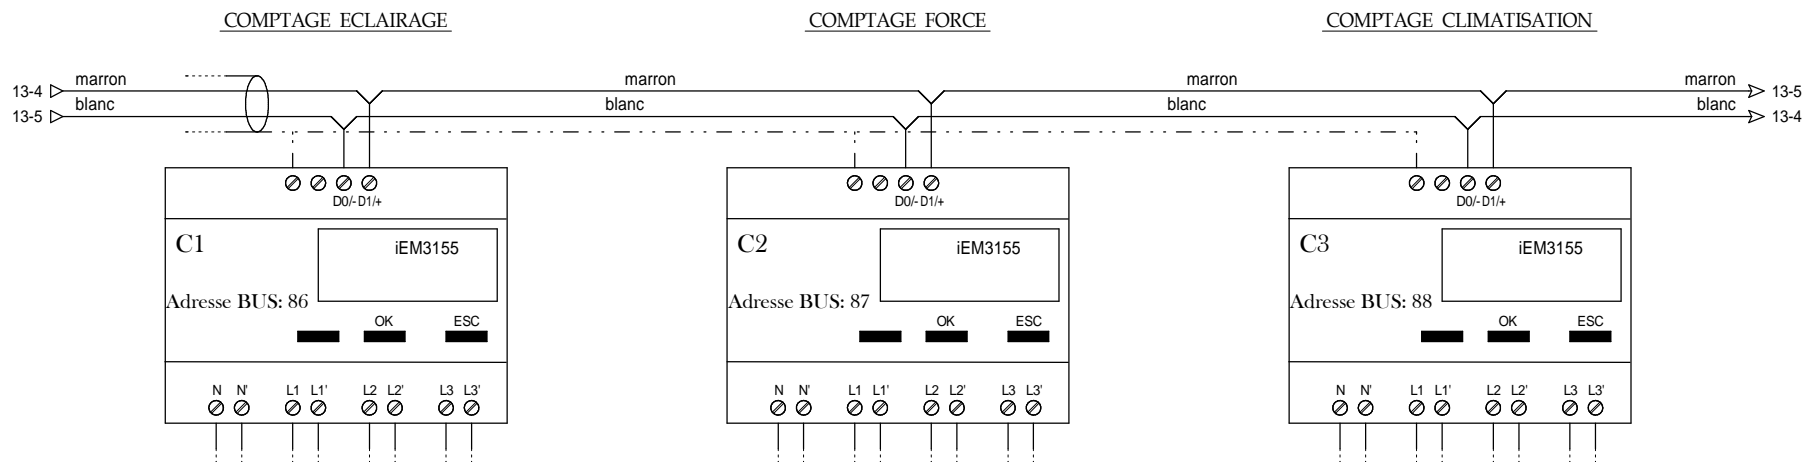 COMPTAGE ECLAIRAGE COMPTAGE FORCE COMPTAGE CLIMATISATION
marron marron marron marron
13-4 13-5
blanc blanc blanc blanc
13-5 13-4
D0/- D1/+ D0/- D1/+ D0/- D1/+
C1 iEM3155 C2 iEM3155 C3 iEM3155
Adresse BUS: 86 Adresse BUS: 87 Adresse BUS: 88
OK ESC OK ESC OK ESC
N N' L1 L1' L2 L2' L3 L3' N N' L1 L1' L2 L2' L3 L3' N N' L1 L1' L2 L2' L3 L3'